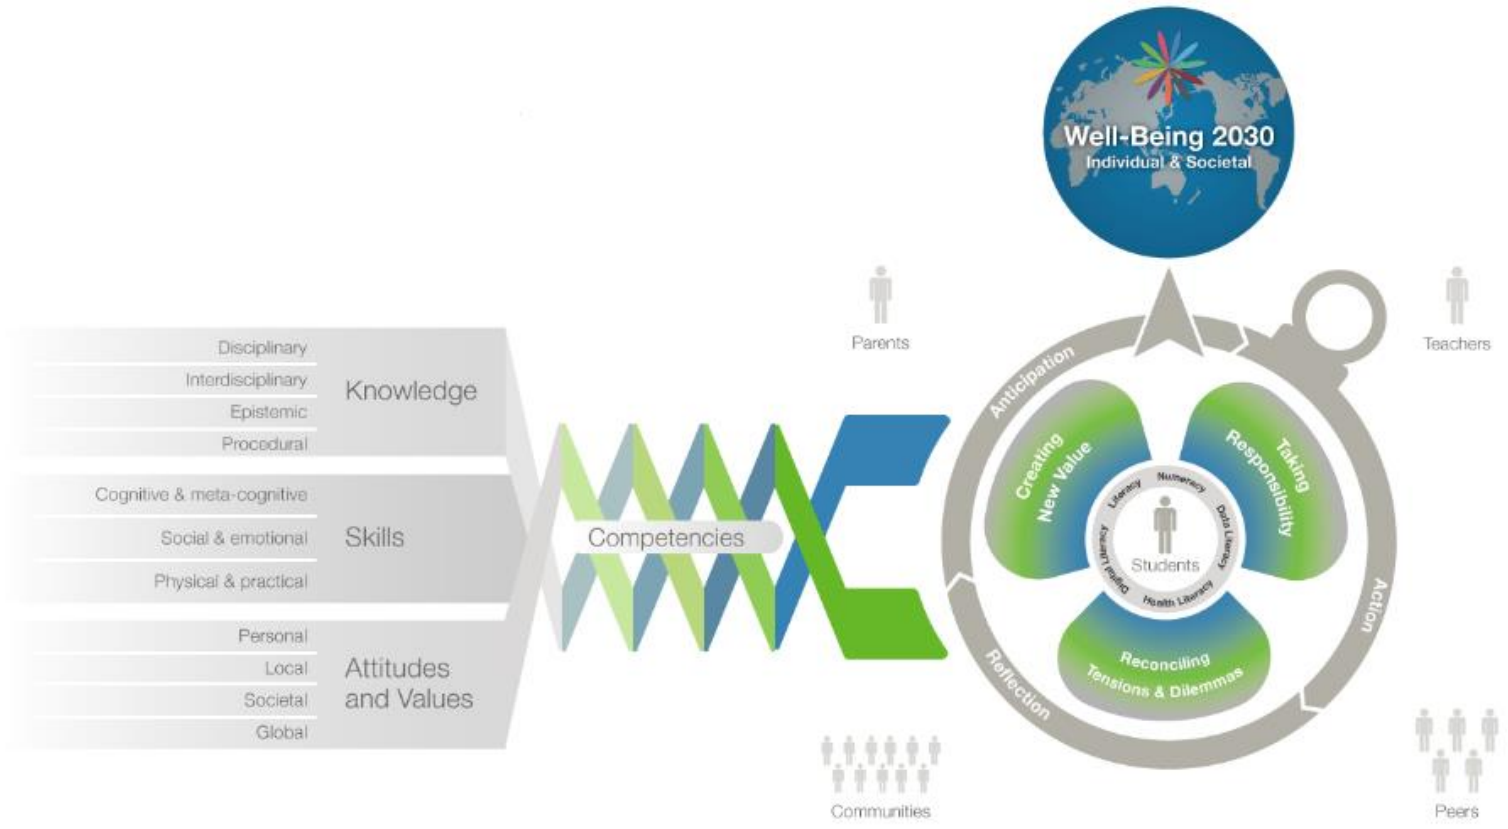 Well-Being 2030
Individual & Societal
Parents
Teachers
Disciplinary
Interdisciplinary
Epistemic
Procedural
Knowledge
Cognitive & meta-cognitive
Social & emotional
Physical & practical
Skills
Personal
Local
Societal
Global
Attitudes
and Values
Competencies
Anticipation
Action
Reflection
Creating
New Value
Taking
Responsibility
Reconciling
Tensions & Dilemmas
Literacy
Numeracy
Data Literacy
Health Literacy
Digital Literacy
Students
Communities
Peers